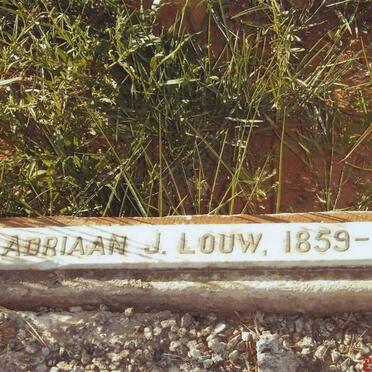 ADRIAAN J. LOUW, 1859-